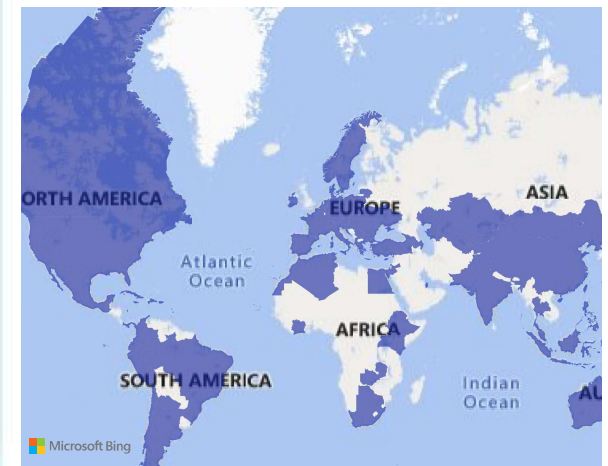 ORTH AMERICA
EUROPE
ASIA
Atlantic
Ocean
AFRICA
SOUTH AMERICA
Indian
Ocean
AU
Microsoft Bing